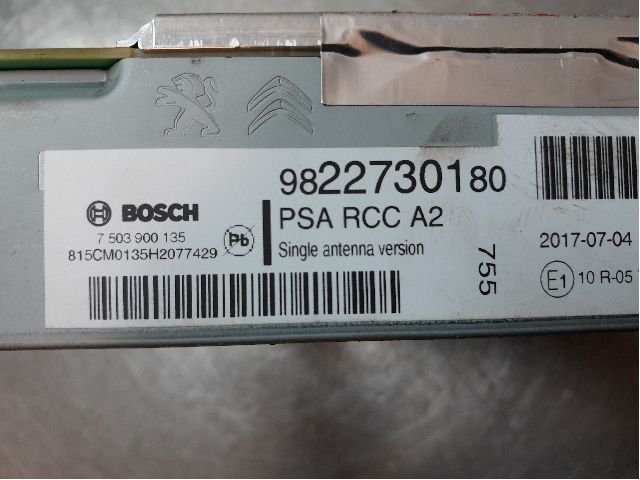 9822730180
BOSCH
PSA RCC A2
7 503 900 135
Pb
815CM0135H2077429
Single antenna version
755
2017-07-04
E1 10 R-05